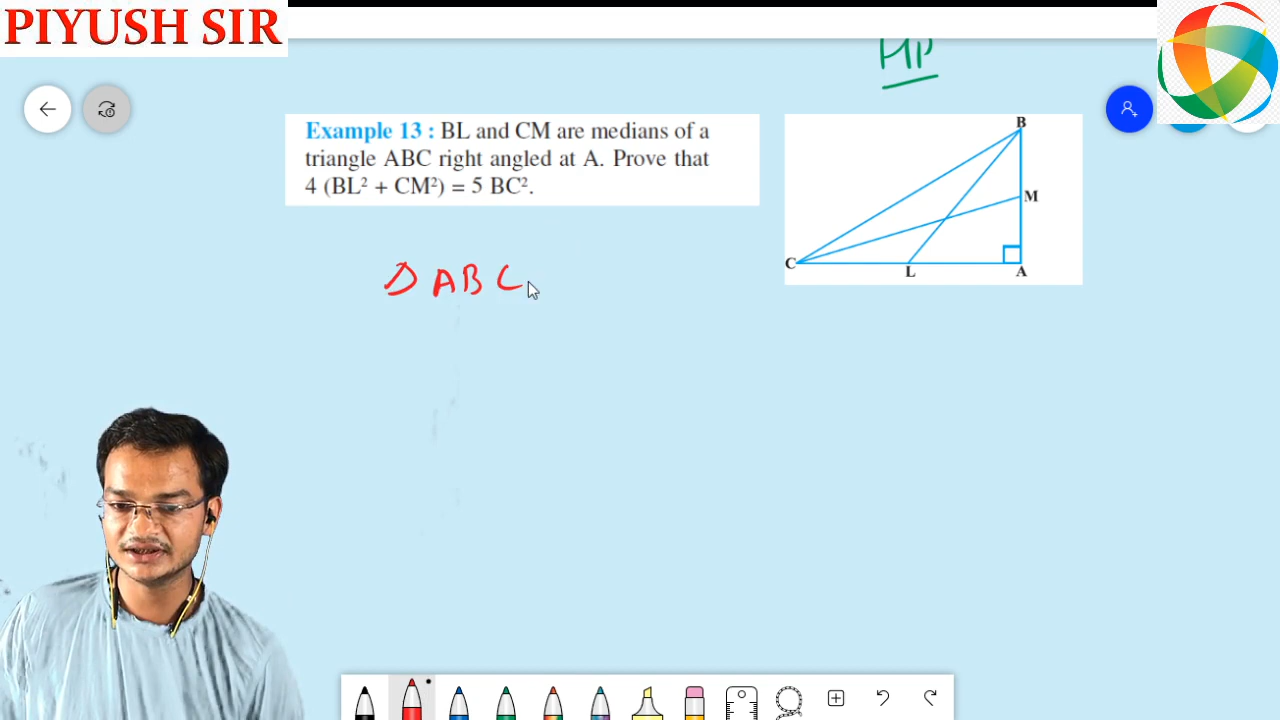 PIYUSH SIR
HP
Example 13 : BL and CM are medians of a
triangle ABC right angled at A. Prove that
4 (BL² + CM²) = 5 BC².
B
M
C
L
A
Δ ABC